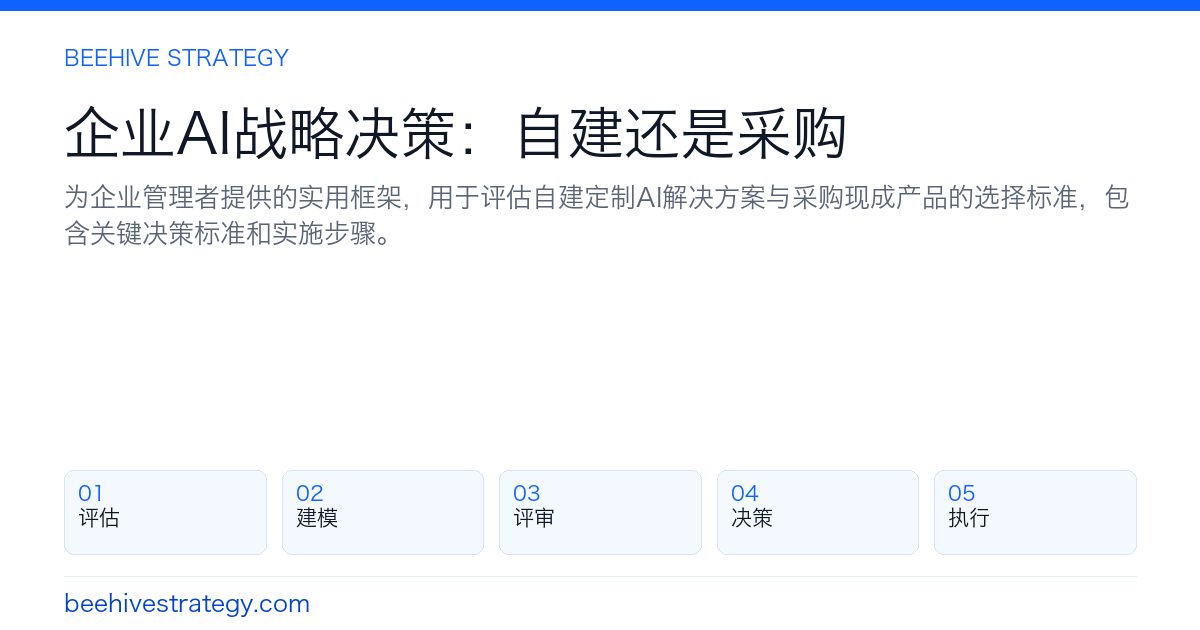 BEEHIVE STRATEGY
企业AI战略决策：自建还是采购
为企业管理者提供的实用框架，用于评估自建定制AI解决方案与采购现成产品的选择标准，包
含关键决策标准和实施步骤。
01
评估
02
建模
03
评审
04
决策
05
执行
beehivestrategy.com